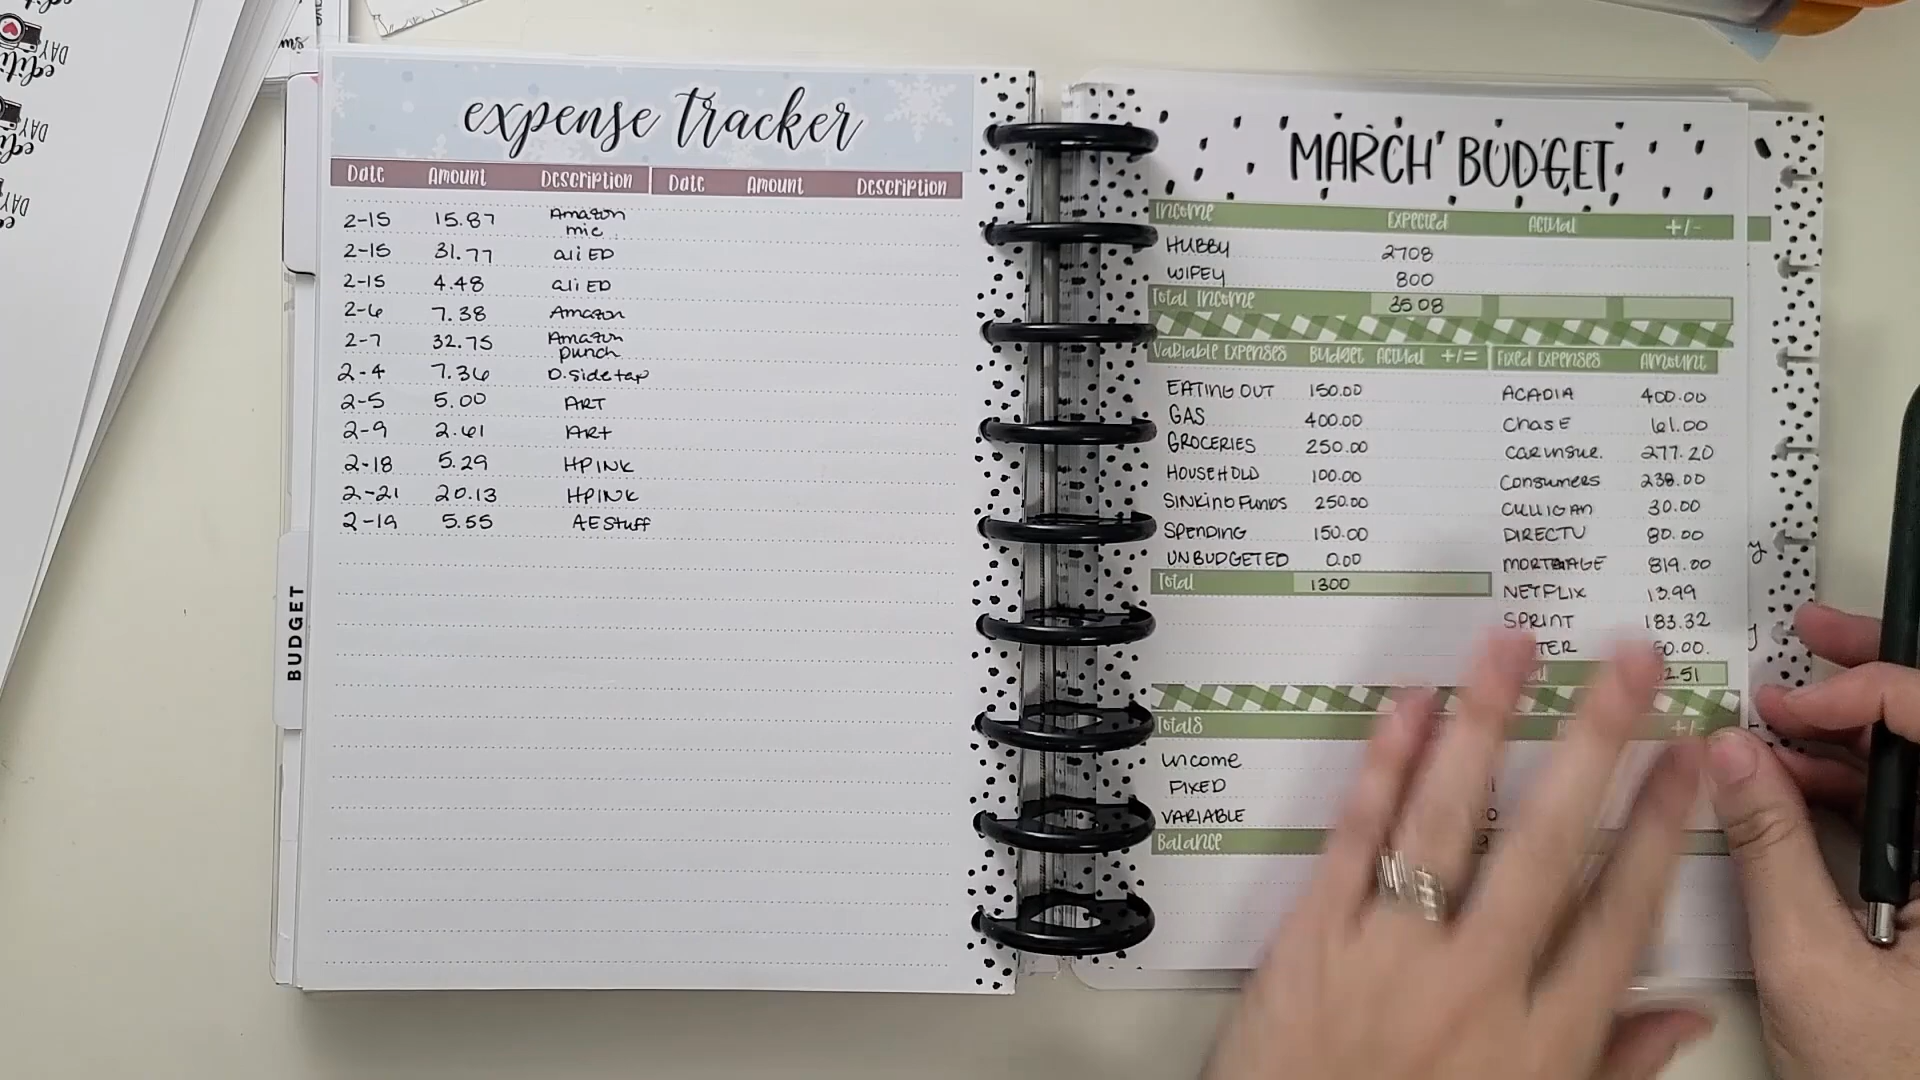 expense tracker
Date Amount Description Date Amount Description
2-15 15.87 Amazon
mic
2-15 31.77 ali ED
2-15 4.48 ali ED
2-6 7.38 Amazon
2-7 32.75 Amazon
punch
2-4 7.36 D.side tap
2-5 5.00 ART
2-9 2.61 ART
2-18 5.29 HPINK
2-21 20.13 HPINK
2-19 5.55 AE Stuff
BUDGET
MARCH BUDGET
Income Expected Actual +/-
HUBBY 2708
WIFEY 800
Total Income 3508
Variable Expenses Budget Actual +/=
EATING OUT 150.00
GAS 400.00
GROCERIES 250.00
HOUSEHOLD 100.00
SINKING FUNDS 250.00
SPENDING 150.00
UNBUDGETED 0.00
Total 1300
Fixed Expenses Amount
ACADIA 400.00
Chase 61.00
CAR INSUR. 277.20
Consumers 238.00
CULLIGAN 30.00
DIRECTV 80.00
MORTGAGE 819.00
NETFLIX 13.99
SPRINT 183.32
Totals +/-
Income
FIXED
VARIABLE
Balance
DAY
DAY
DAY